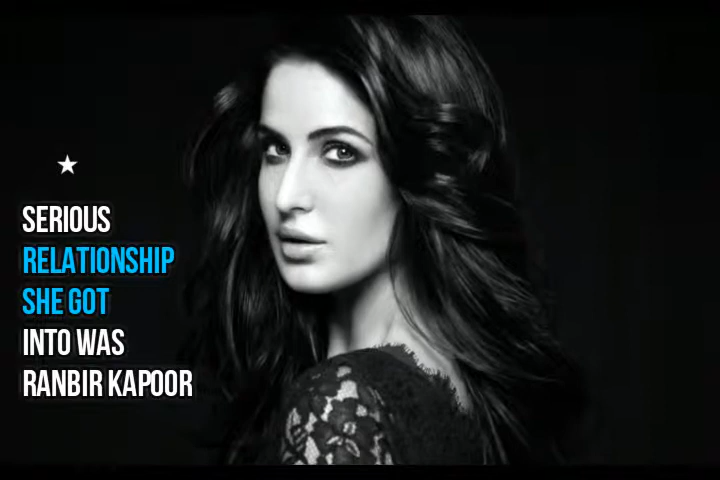 SERIOUS
RELATIONSHIP
SHE GOT
INTO WAS
RANBIR KAPOOR